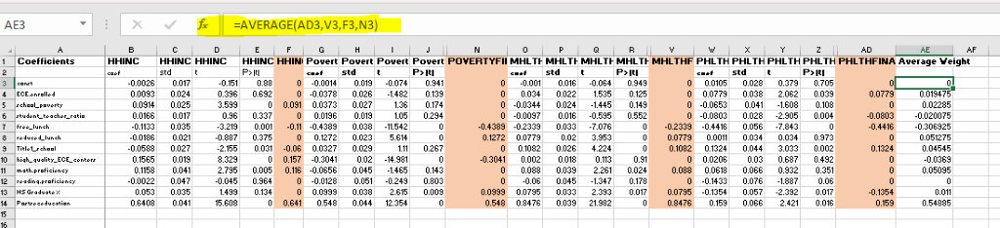 AE3 fx =AVERAGE(AD3,V3,F3,N3)
A B C D E F G H I J N O P Q R V W X Y Z AD AE AF
1 Coefficients HHINC HHINC HHINC HHINC HHIN Povert Povert Povert Povert POVERTYFI MHLTH MHLTH MHLTH MHLTH MHLTHF PHLTH PHLTH PHLTH PHLTH PHLTHFINA Average Weight
2 coef std t P>|t| coef std t P>|t| coef std t P>|t| coef std t P>|t|
3 const -0.0026 0.017 -0.151 0.88 0 -0.0014 0.019 -0.074 0.941 0 -0.001 0.016 -0.064 0.949 0 0.0105 0.028 0.379 0.705 0 0
4 ECE_enrolled 0.0093 0.024 0.396 0.692 0 -0.0378 0.026 -1.482 0.139 0 0.034 0.022 1.535 0.125 0 0.0779 0.038 2.062 0.039 0.0779 0.019475
5 school_poverty 0.0914 0.025 3.599 0 0.091 0.0373 0.027 1.36 0.174 0 -0.0344 0.024 -1.445 0.149 0 -0.0653 0.041 -1.608 0.108 0 0.02285
6 student_teacher_ratio 0.0166 0.017 0.96 0.337 0 0.0196 0.019 1.05 0.294 0 -0.0097 0.016 -0.595 0.552 0 -0.0803 0.028 -2.905 0.004 -0.0803 -0.020075
7 free_lunch -0.1133 0.035 -3.219 0.001 -0.11 -0.4389 0.038 -11.542 0 -0.4389 -0.2339 0.033 -7.076 0 -0.2339 -0.4416 0.056 -7.843 0 -0.4416 -0.306925
8 reduced_lunch -0.0186 0.021 -0.887 0.375 0 0.1272 0.023 5.614 0 0.1272 0.0779 0.02 3.953 0 0.0779 0.0011 0.034 0.034 0.973 0 0.051275
9 Title1_school -0.0588 0.027 -2.155 0.031 -0.06 0.0327 0.029 1.11 0.267 0 0.1082 0.026 4.224 0 0.1082 0.1324 0.044 3.033 0.002 0.1324 0.04545
10 high_quality_ECE_centers 0.1565 0.019 8.329 0 0.157 -0.3041 0.02 -14.981 0 -0.3041 0.002 0.018 0.113 0.91 0 0.0206 0.03 0.687 0.492 0 -0.0369
11 math_proficiency 0.1158 0.041 2.795 0.005 0.116 -0.0656 0.045 -1.465 0.143 0 0.088 0.039 2.261 0.024 0.088 0.0618 0.066 0.932 0.351 0 0.05095
12 reading_proficiency -0.0022 0.047 -0.045 0.964 0 -0.0128 0.051 -0.249 0.803 0 -0.06 0.045 -1.347 0.178 0 -0.1433 0.076 -1.887 0.06 0 0
13 HS Graduate% 0.053 0.035 1.499 0.134 0 0.0999 0.038 2.615 0.009 0.0999 0.0795 0.033 2.393 0.017 0.0795 -0.1354 0.057 -2.392 0.017 -0.1354 0.011
14 0.6408 0.041 15.608 0 0.641 0.548 0.044 12.354 0 0.548 0.8476 0.039 21.982 0 0.8476 0.159 0.066 2.421 0.016 0.159 0.54885
15
16